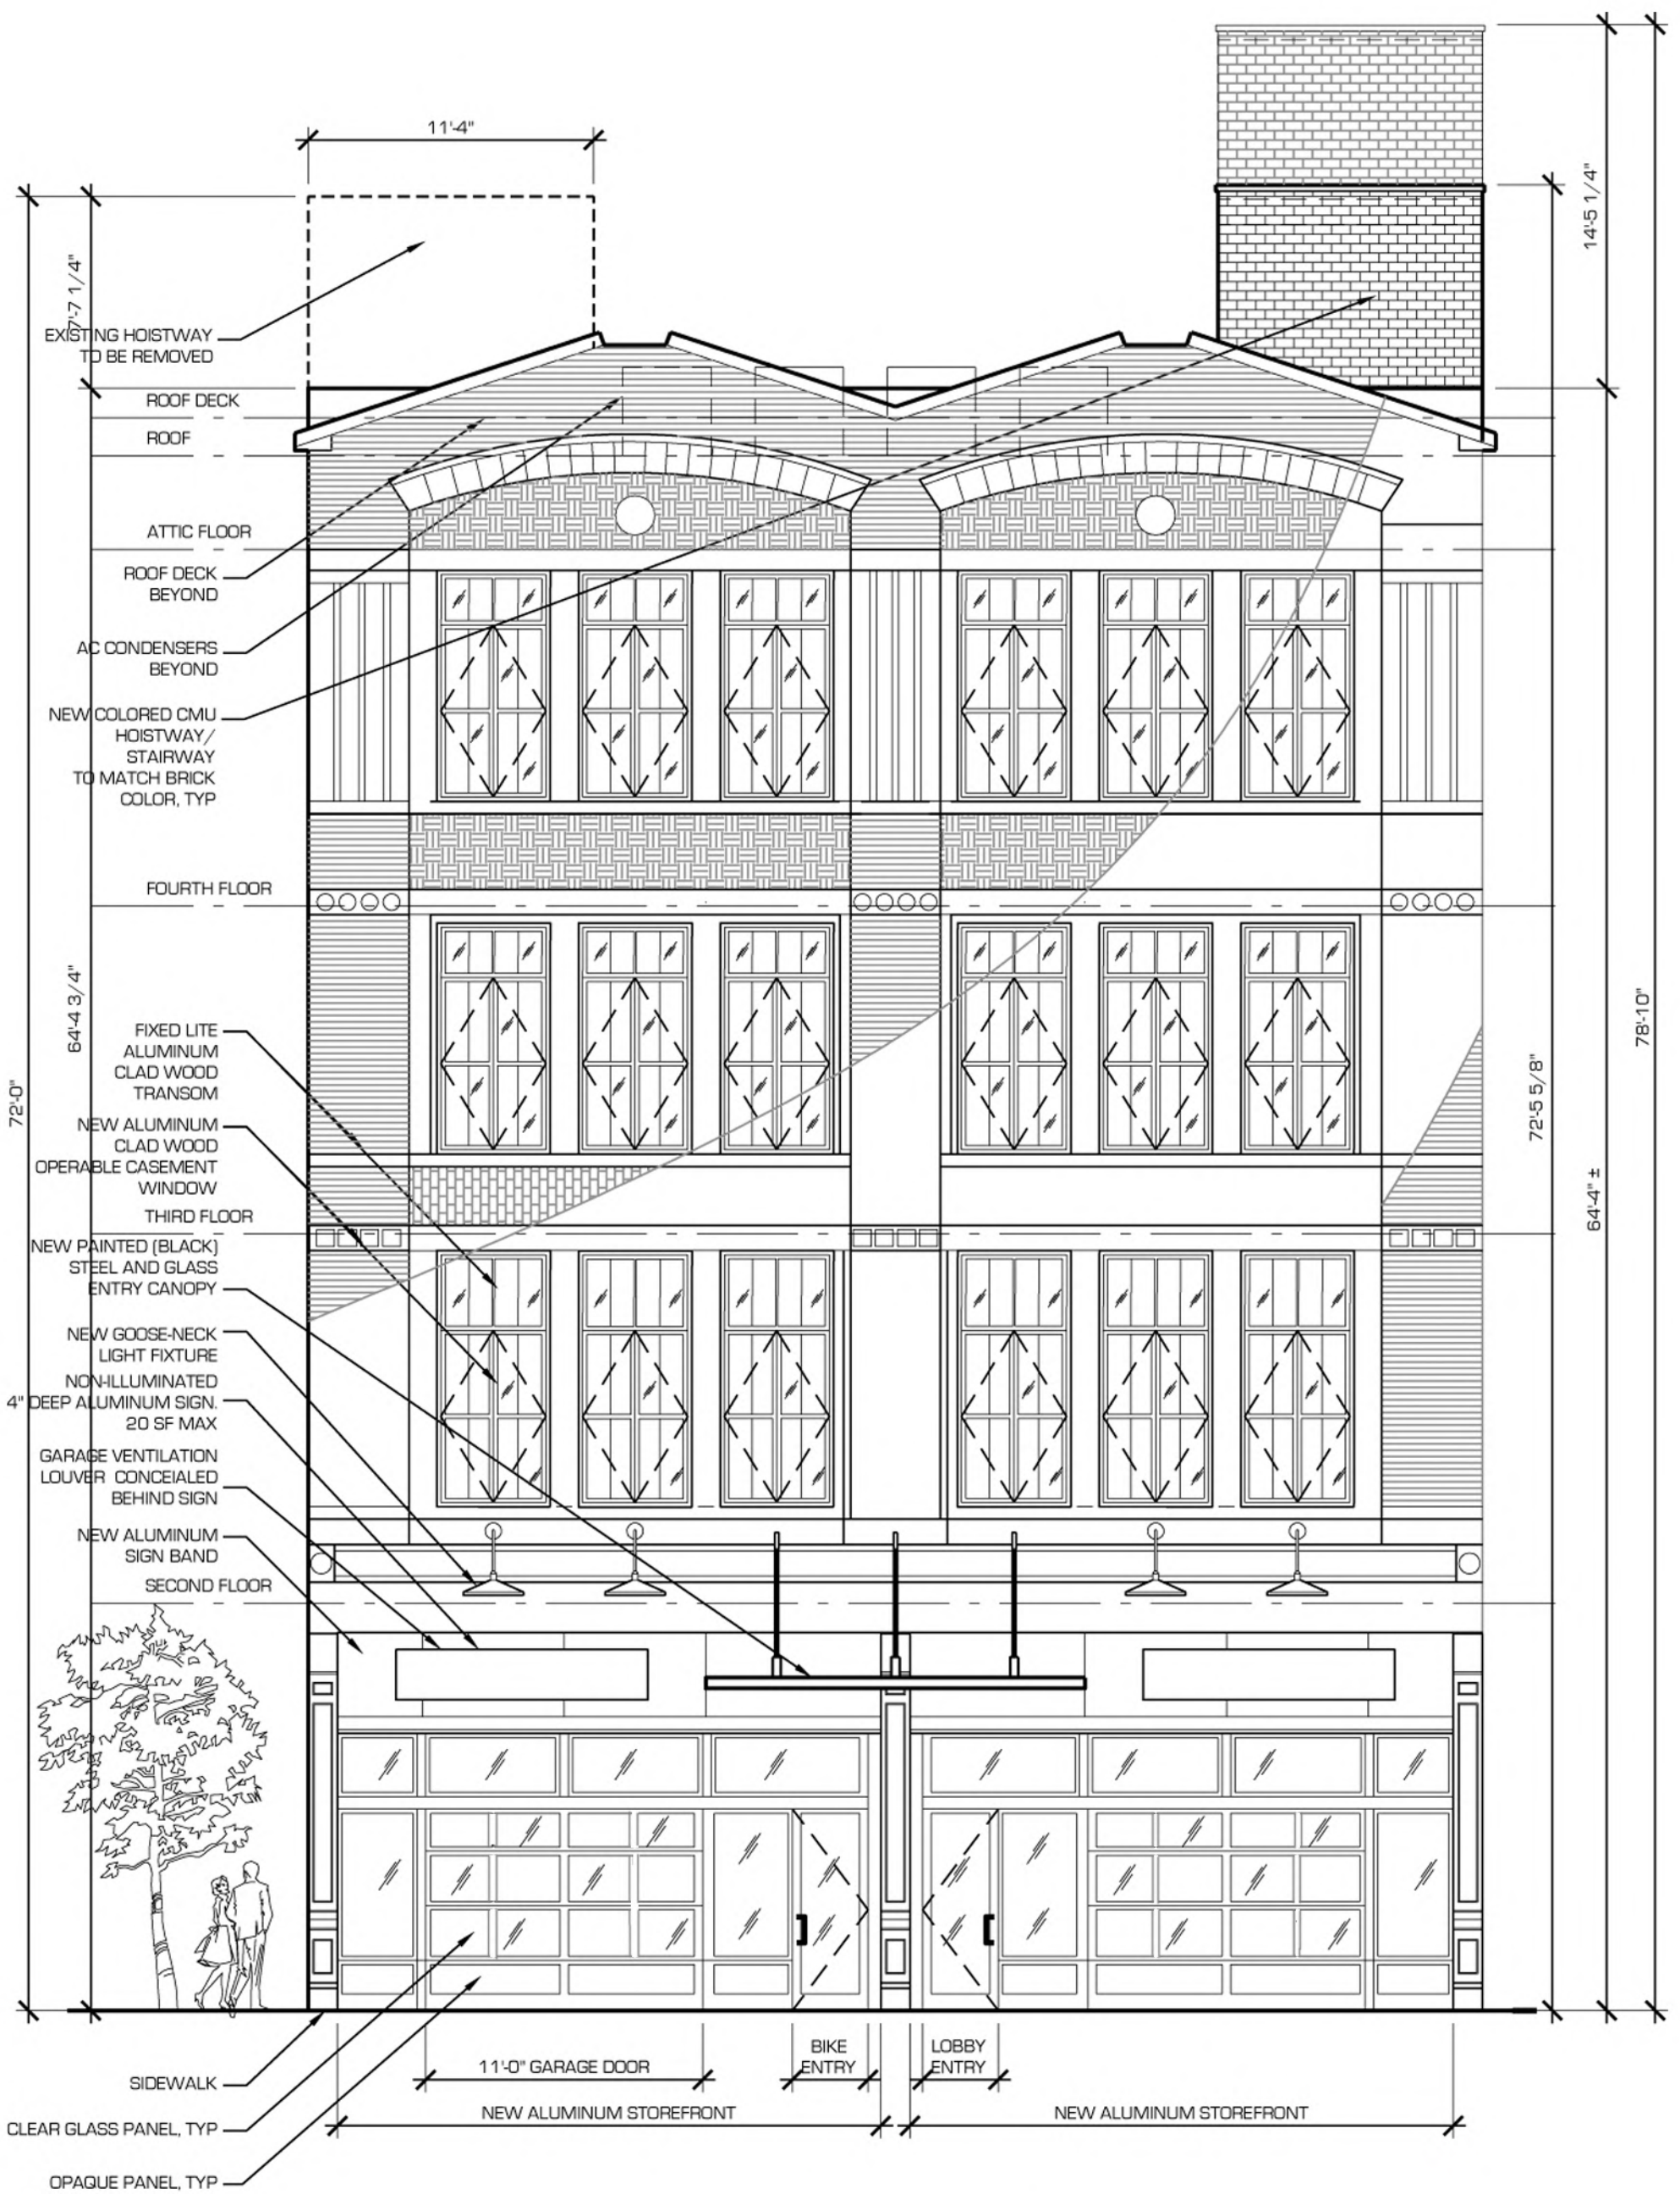 11'-4"
14'-5 1/4"
7'-7 1/4"
EXISTING HOISTWAY
TO BE REMOVED
ROOF DECK
ROOF
ATTIC FLOOR
ROOF DECK
BEYOND
AC CONDENSERS
BEYOND
NEW COLORED CMU
HOISTWAY/
STAIRWAY
TO MATCH BRICK
COLOR, TYP
FOURTH FLOOR
64'-4 3/4"
72'-0"
FIXED LITE
ALUMINUM
CLAD WOOD
TRANSOM
NEW ALUMINUM
CLAD WOOD
OPERABLE CASEMENT
WINDOW
THIRD FLOOR
NEW PAINTED (BLACK)
STEEL AND GLASS
ENTRY CANOPY
NEW GOOSE-NECK
LIGHT FIXTURE
NON-ILLUMINATED
4" DEEP ALUMINUM SIGN.
20 SF MAX
GARAGE VENTILATION
LOUVER CONCEIALED
BEHIND SIGN
NEW ALUMINUM
SIGN BAND
SECOND FLOOR
72'-5 5/8"
64'-4" ±
78'-10"
SIDEWALK
CLEAR GLASS PANEL, TYP
OPAQUE PANEL, TYP
11'-0" GARAGE DOOR
BIKE
ENTRY
LOBBY
ENTRY
NEW ALUMINUM STOREFRONT
NEW ALUMINUM STOREFRONT